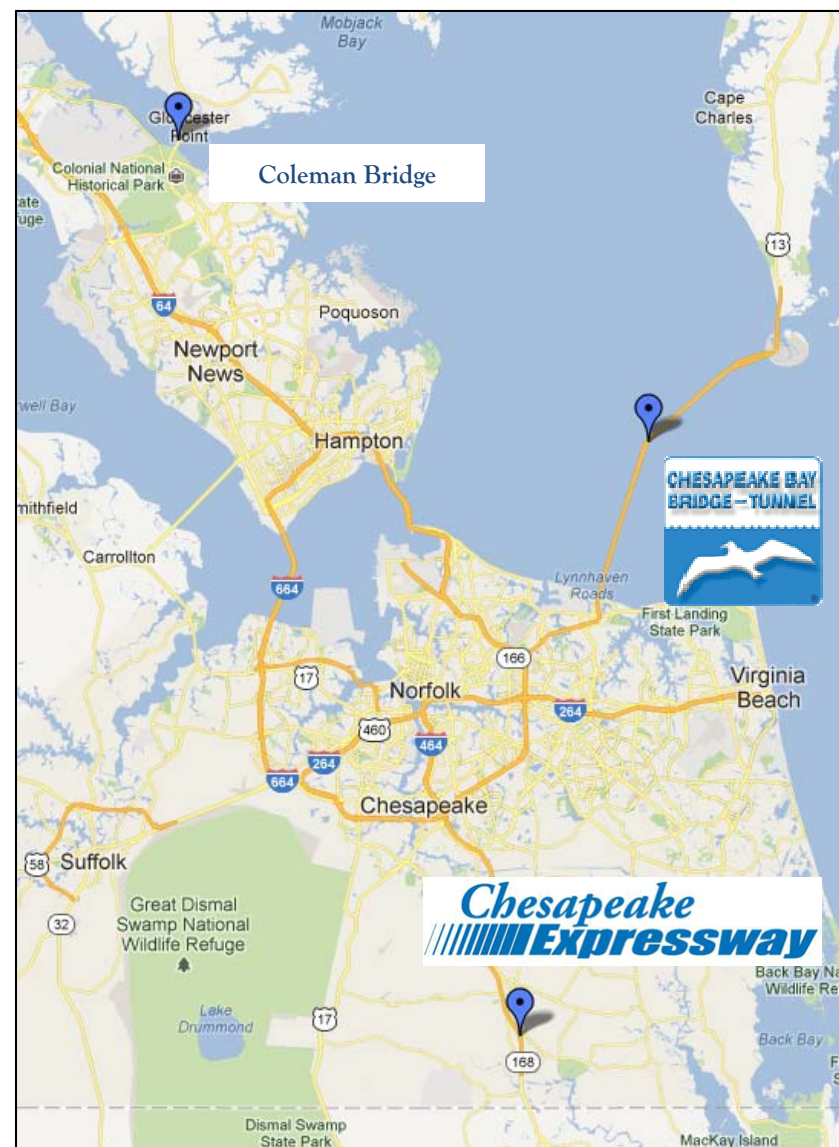 Mobjack
Bay
Gloucester
Point
Cape
Charles
Colonial National
Historical Park
Coleman Bridge
13
64
Poquoson
Newport
News
Hampton
CHESAPEAKE BAY
BRIDGE – TUNNEL
Carrollton
664
Lynnhaven
Roads
First Landing
State Park
166
17
Norfolk
Virginia
Beach
264
460
464
264
664
Chesapeake
58
Suffolk
Great Dismal
Swamp National
Wildlife Refuge
32
Chesapeake
Expressway
Back Bay Na
Wildlife Re
Lake
Drummond
17
Back Bay
168
Dismal Swamp
State Park
MacKay Island